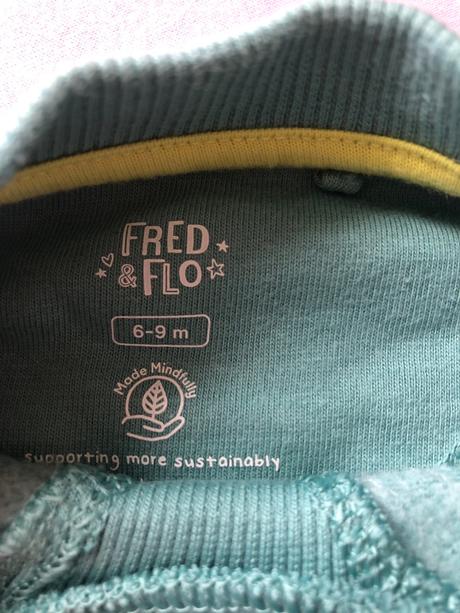 FRED
& FLO
6-9 m
Made Mindfully
supporting more sustainably